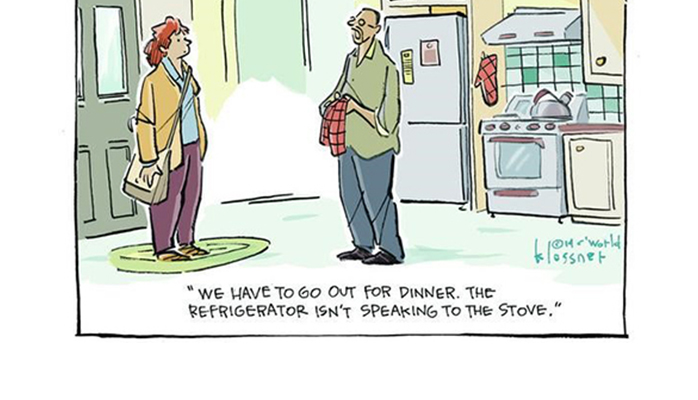 klossner
"WE HAVE TO GO OUT FOR DINNER. THE
REFRIGERATOR ISN'T SPEAKING TO THE STOVE."